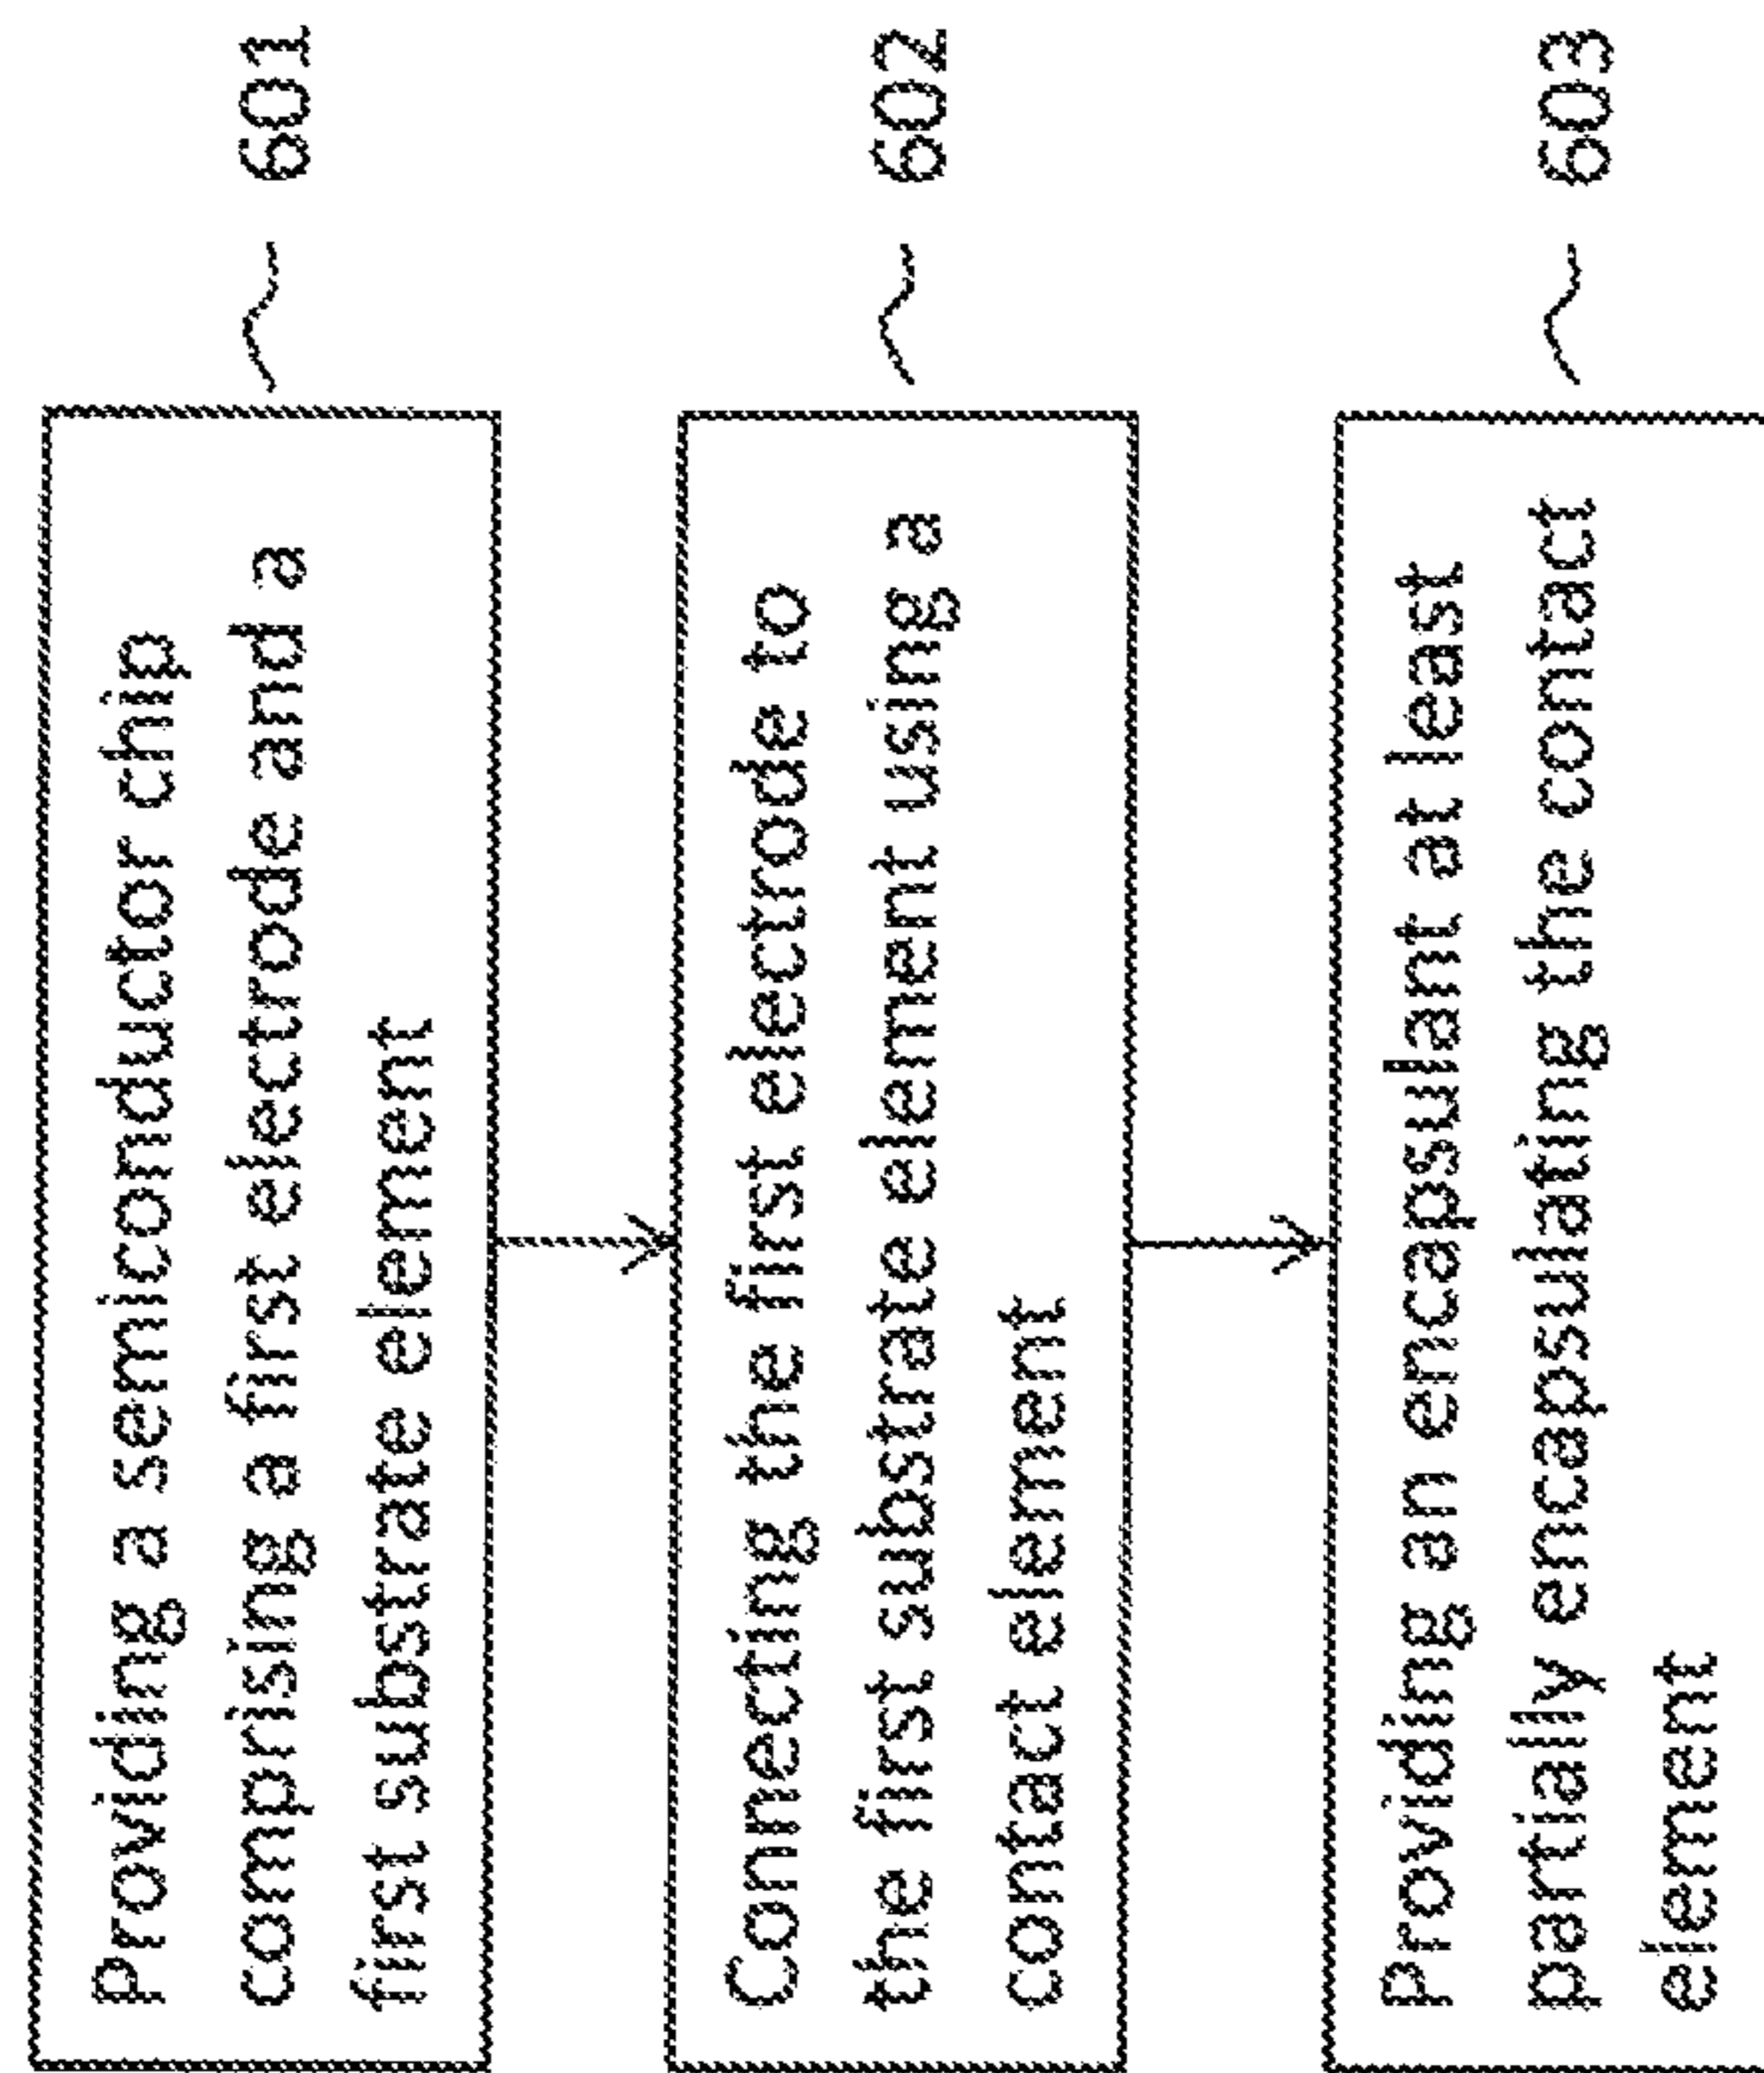 Providing a semiconductor chip
comprising a first electrode and a
first substrate element
601
Connecting the first electrode to
the first substrate element using a
contact element
602
Providing an encapsulant at least
partially encapsulating the contact
element
603